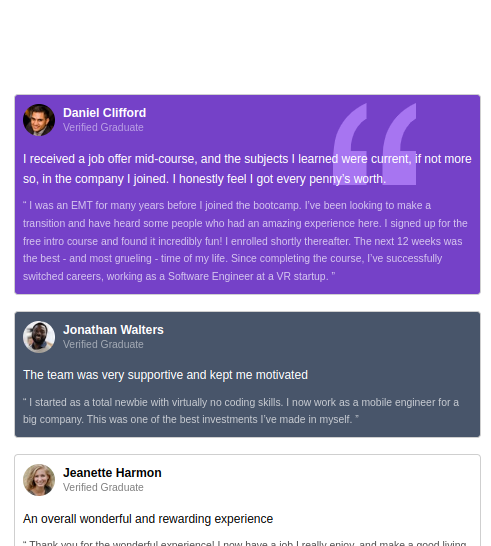 Daniel Clifford
Verified Graduate
I received a job offer mid-course, and the subjects I learned were current, if not more
so, in the company I joined. I honestly feel I got every penny’s worth.
“ I was an EMT for many years before I joined the bootcamp. I’ve been looking to make a
transition and have heard some people who had an amazing experience here. I signed up for the
free intro course and found it incredibly fun! I enrolled shortly thereafter. The next 12 weeks was
the best - and most grueling - time of my life. Since completing the course, I’ve successfully
switched careers, working as a Software Engineer at a VR startup. ”
Jonathan Walters
Verified Graduate
The team was very supportive and kept me motivated
“ I started as a total newbie with virtually no coding skills. I now work as a mobile engineer for a
big company. This was one of the best investments I’ve made in myself. ”
Jeanette Harmon
Verified Graduate
An overall wonderful and rewarding experience
“ Thank you for the wonderful experience! I now have a job I really enjoy, and make a good living